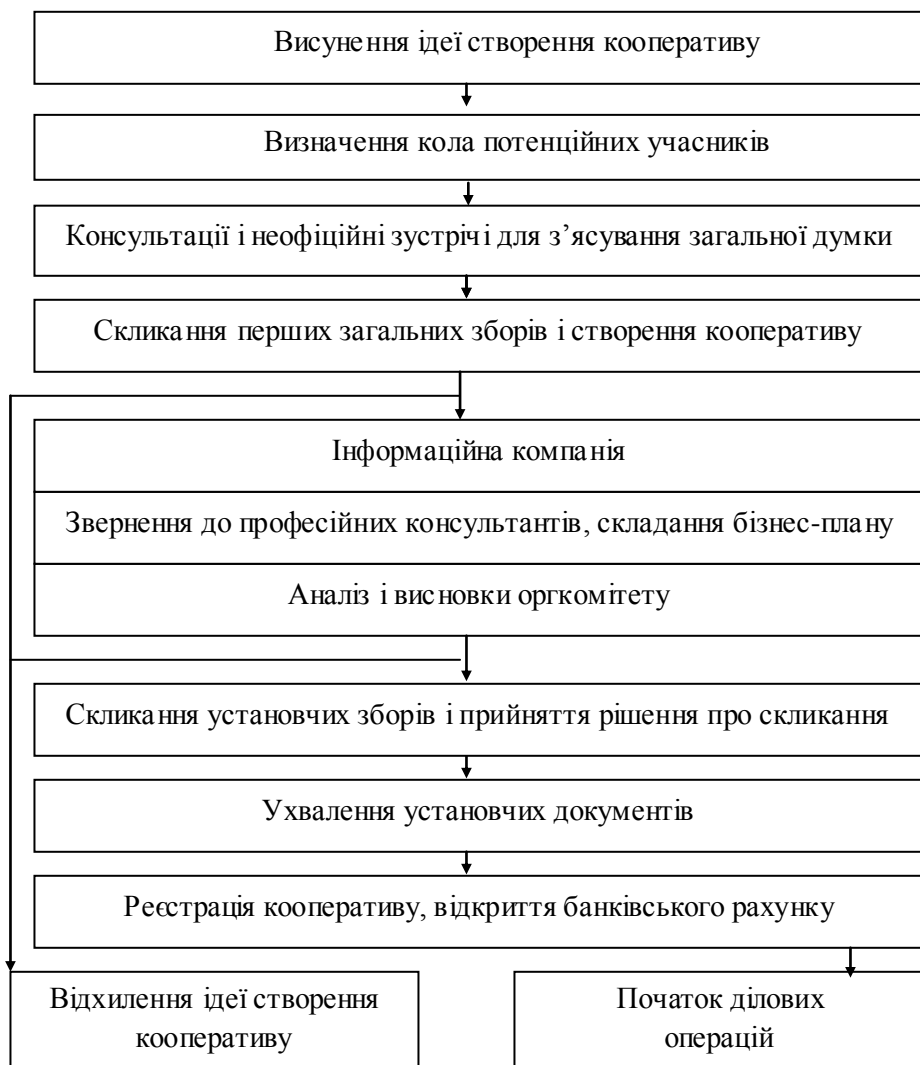 Висунення ідеї створення кооперативу
Визначення кола потенційних учасників
Консультації і неофіційні зустрічі для з’ясування загальної думки
Скликання перших загальних зборів і створення кооперативу
Інформаційна компанія
Звернення до професійних консультантів, складання бізнес-плану
Аналіз і висновки оргкомітету
Скликання установчих зборів і прийняття рішення про скликання
Ухвалення установчих документів
Реєстрація кооперативу, відкриття банківського рахунку
Відхилення ідеї створення
кооперативу
Початок ділових
операцій